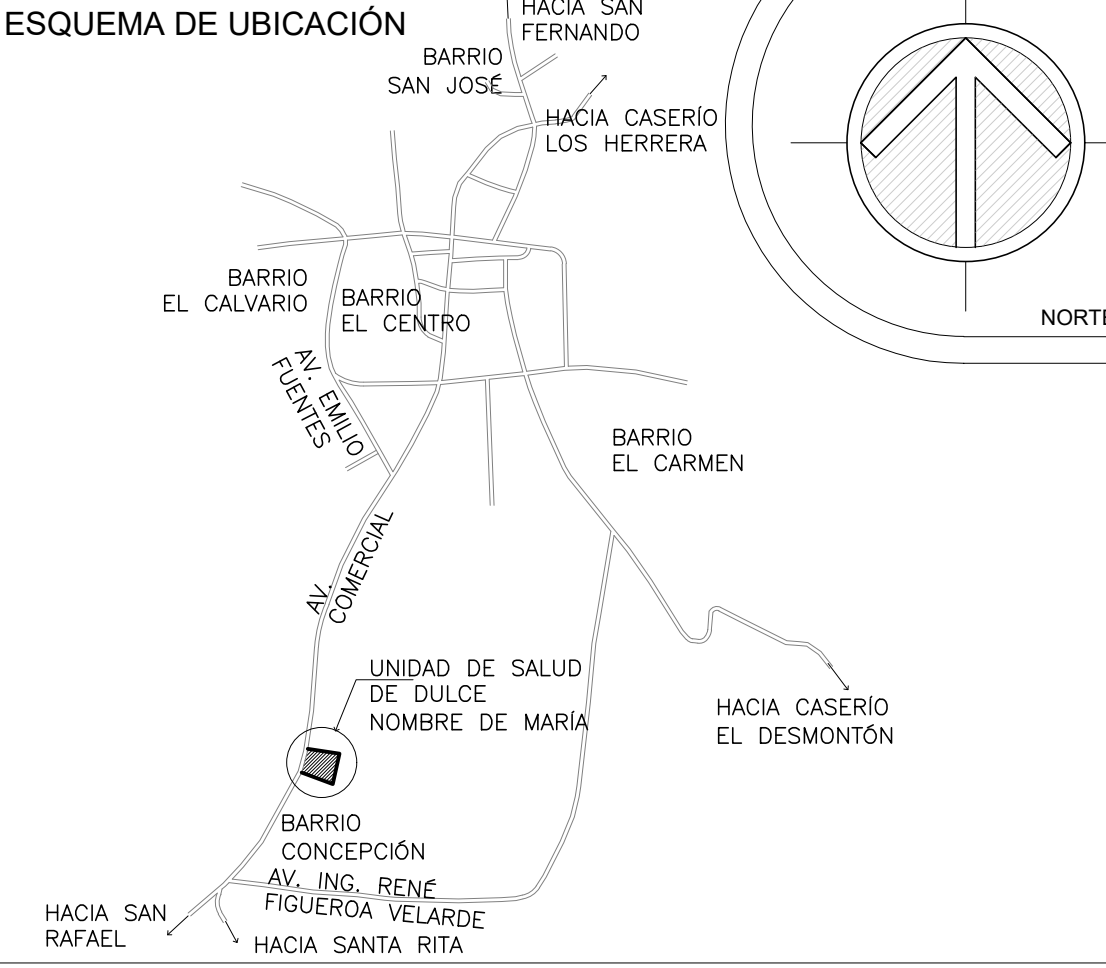 ESQUEMA DE UBICACIÓN
HACIA SAN
FERNANDO
BARRIO
SAN JOSÉ
HACIA CASERÍO
LOS HERRERA
NORTE
BARRIO
EL CALVARIO
BARRIO
EL CENTRO
AV. EMILIO
FUENTES
BARRIO
EL CARMEN
AV.
COMERCIAL
UNIDAD DE SALUD
DE DULCE
NOMBRE DE MARÍA
HACIA CASERÍO
EL DESMONTÓN
BARRIO
CONCEPCIÓN
AV. ING. RENÉ
FIGUEROA VELARDE
HACIA SAN
RAFAEL
HACIA SANTA RITA